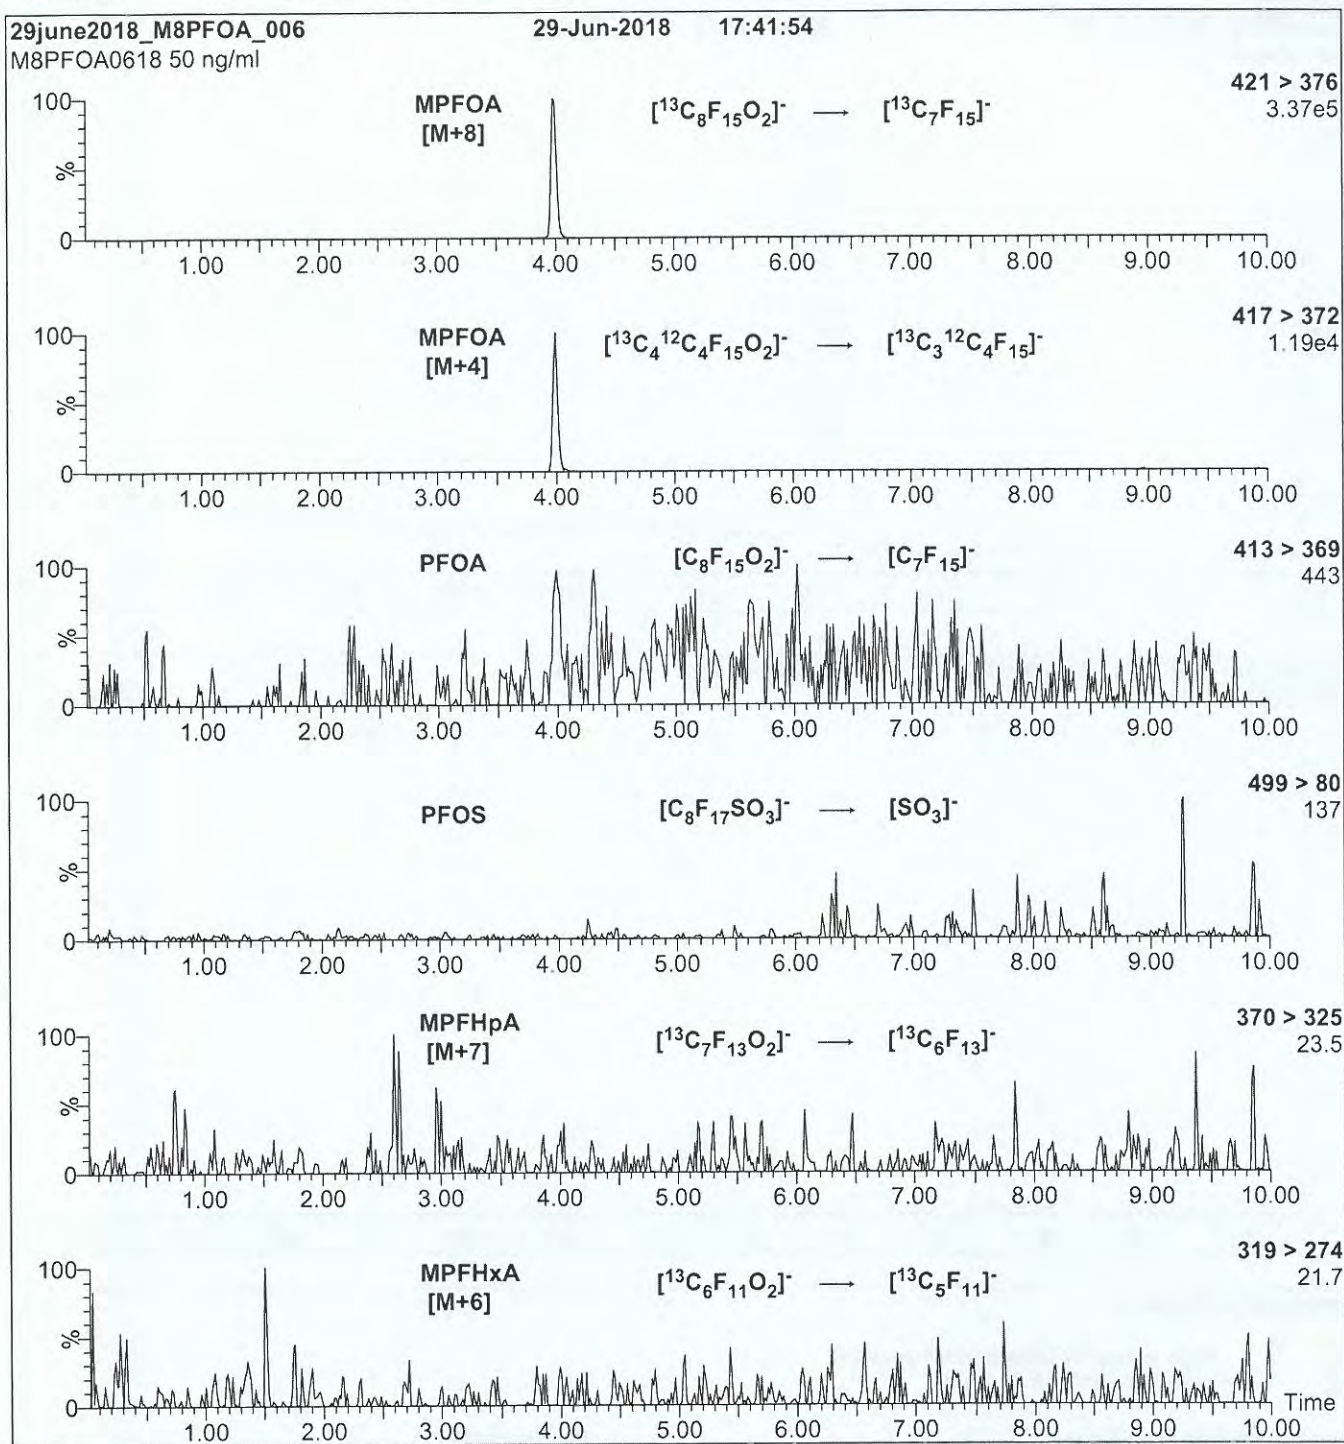 29june2018_M8PFOA_006 29-Jun-2018 17:41:54
M8PFOA0618 50 ng/ml
421 > 376
3.37e5
MPFOA
[M+8]
[¹³C₈F₁₅O₂]⁻ → [¹³C₇F₁₅]⁻
100
%
0
1.00 2.00 3.00 4.00 5.00 6.00 7.00 8.00 9.00 10.00
417 > 372
1.19e4
MPFOA
[M+4]
[¹³C₄¹²C₄F₁₅O₂]⁻ → [¹³C₃¹²C₄F₁₅]⁻
100
%
0
1.00 2.00 3.00 4.00 5.00 6.00 7.00 8.00 9.00 10.00
413 > 369
443
PFOA [C₈F₁₅O₂]⁻ → [C₇F₁₅]⁻
100
%
0
1.00 2.00 3.00 4.00 5.00 6.00 7.00 8.00 9.00 10.00
499 > 80
137
PFOS [C₈F₁₇SO₃]⁻ → [SO₃]⁻
100
%
0
1.00 2.00 3.00 4.00 5.00 6.00 7.00 8.00 9.00 10.00
370 > 325
23.5
MPFHpA
[M+7]
[¹³C₇F₁₃O₂]⁻ → [¹³C₆F₁₃]⁻
100
%
0
1.00 2.00 3.00 4.00 5.00 6.00 7.00 8.00 9.00 10.00
319 > 274
21.7
MPFHxA
[M+6]
[¹³C₆F₁₁O₂]⁻ → [¹³C₅F₁₁]⁻
100
%
0
Time
1.00 2.00 3.00 4.00 5.00 6.00 7.00 8.00 9.00 10.00